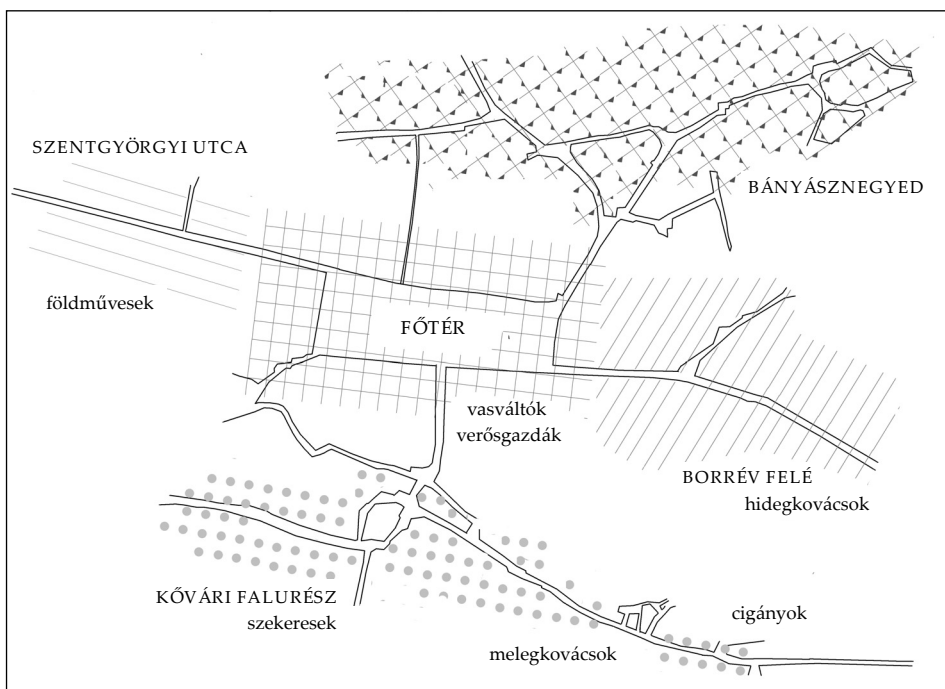 SZENTGYÖRGYI UTCA
BÁNYÁSZNEGYED
földművesek
FŐTÉR
vasváltók
verősgazdák
BORRÉV FELÉ
hidegkovácsok
KŐVÁRI FALURÉSZ
szekeresek
cigányok
melegkovácsok